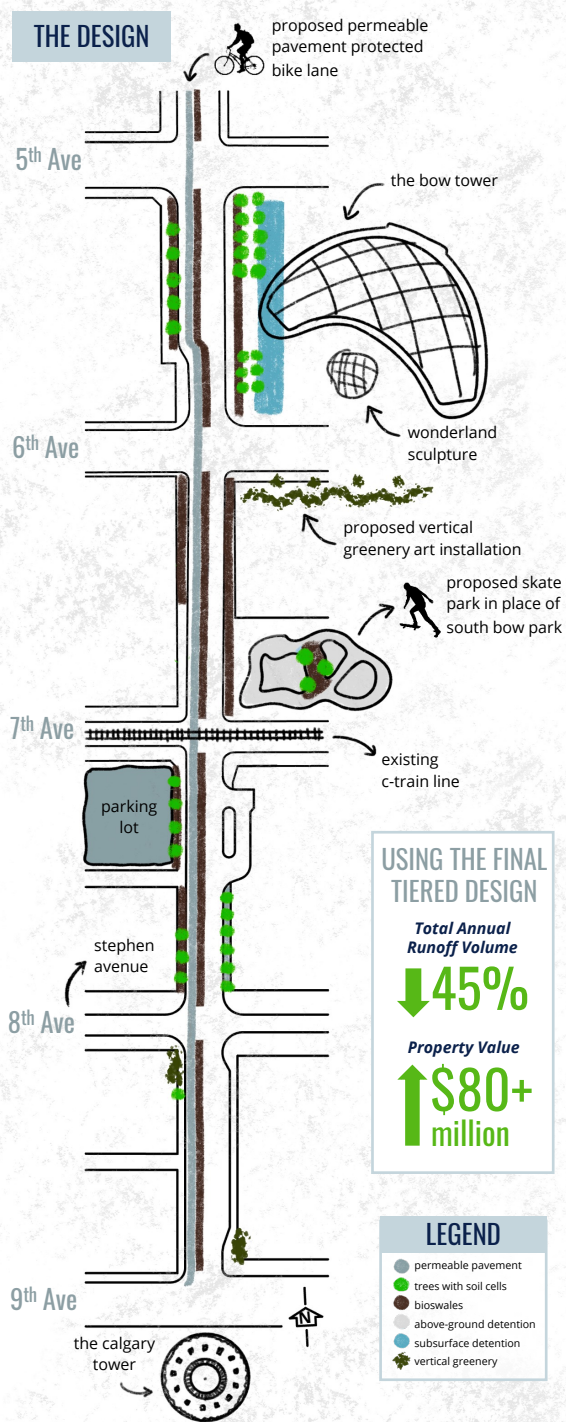 THE DESIGN
proposed permeable
pavement protected
bike lane
5th Ave
the bow tower
wonderland
sculpture
6th Ave
proposed vertical
greenery art installation
proposed skate
park in place of
south bow park
7th Ave
existing
c-train line
parking
lot
stephen
avenue
8th Ave
USING THE FINAL
TIERED DESIGN
Total Annual
Runoff Volume
45%
Property Value
$80+
million
LEGEND
permeable pavement
trees with soil cells
bioswales
above-ground detention
subsurface detention
vertical greenery
9th Ave
N
the calgary
tower